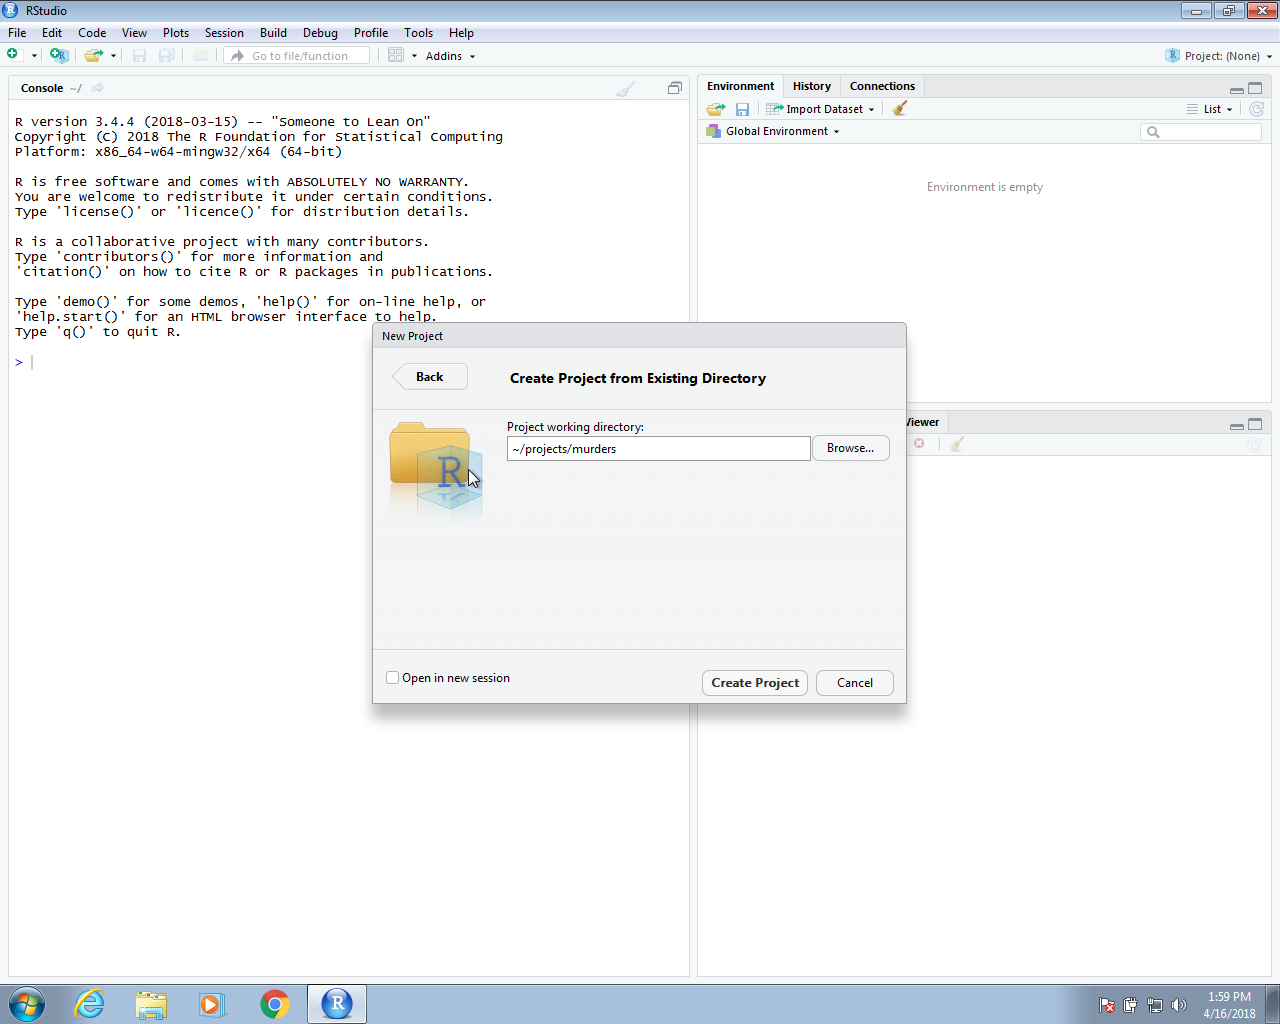 RStudio
File Edit Code View Plots Session Build Debug Profile Tools Help
Go to file/function Addins Project: (None)
Console ~/
R version 3.4.4 (2018-03-15) -- "Someone to Lean On"
Copyright (C) 2018 The R Foundation for Statistical Computing
Platform: x86_64-w64-mingw32/x64 (64-bit)
R is free software and comes with ABSOLUTELY NO WARRANTY.
You are welcome to redistribute it under certain conditions.
Type 'license()' or 'licence()' for distribution details.
R is a collaborative project with many contributors.
Type 'contributors()' for more information and
'citation()' on how to cite R or R packages in publications.
Type 'demo()' for some demos, 'help()' for on-line help, or
'help.start()' for an HTML browser interface to help.
Type 'q()' to quit R.
>
Environment History Connections
Import Dataset List
Global Environment
Environment is empty
Viewer
New Project
Back Create Project from Existing Directory
Project working directory:
~/projects/murders Browse...
R
Open in new session Create Project Cancel
R
1:59 PM
4/16/2018